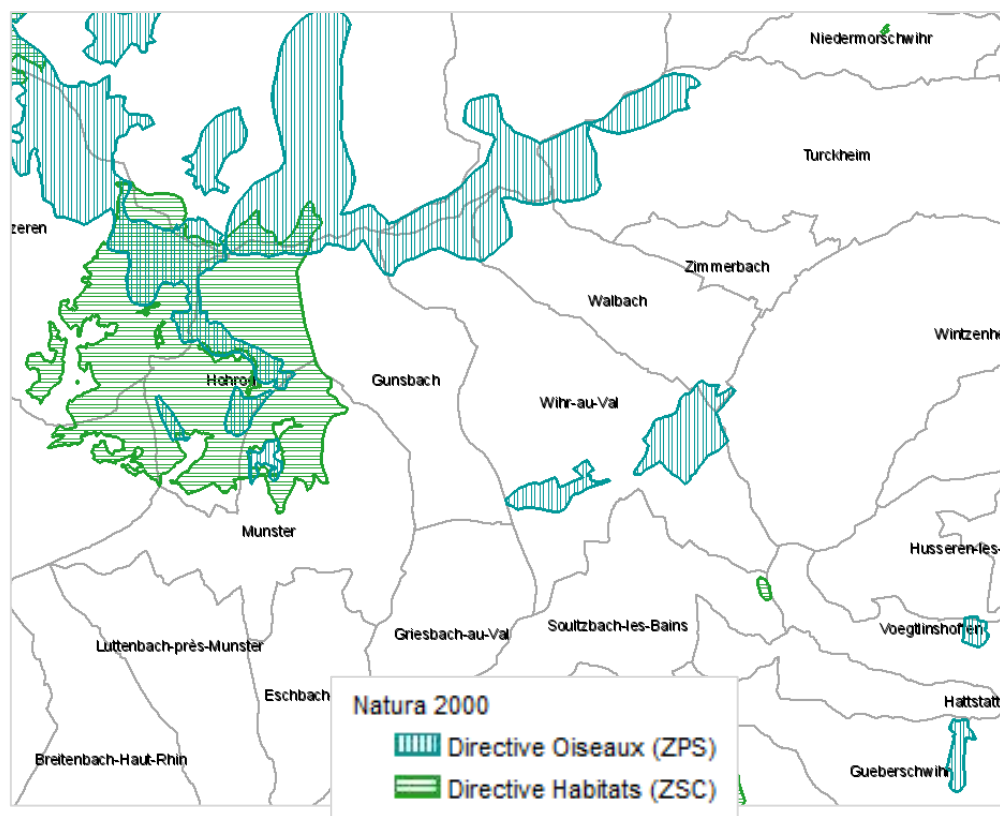 Niedermorschwihr
Turckheim
zeren
Zimmerbach
Walbach
Wintzenhe
Hohrod
Gunsbach
Wihr-au-Val
Munster
Husseren-les-
Soultzbach-les-Bains
Voegtlinshoffen
Griesbach-au-Val
Luttenbach-près-Munster
Eschbach
Hattstatt
Breitenbach-Haut-Rhin
Gueberschwihr
Natura 2000
Directive Oiseaux (ZPS)
Directive Habitats (ZSC)